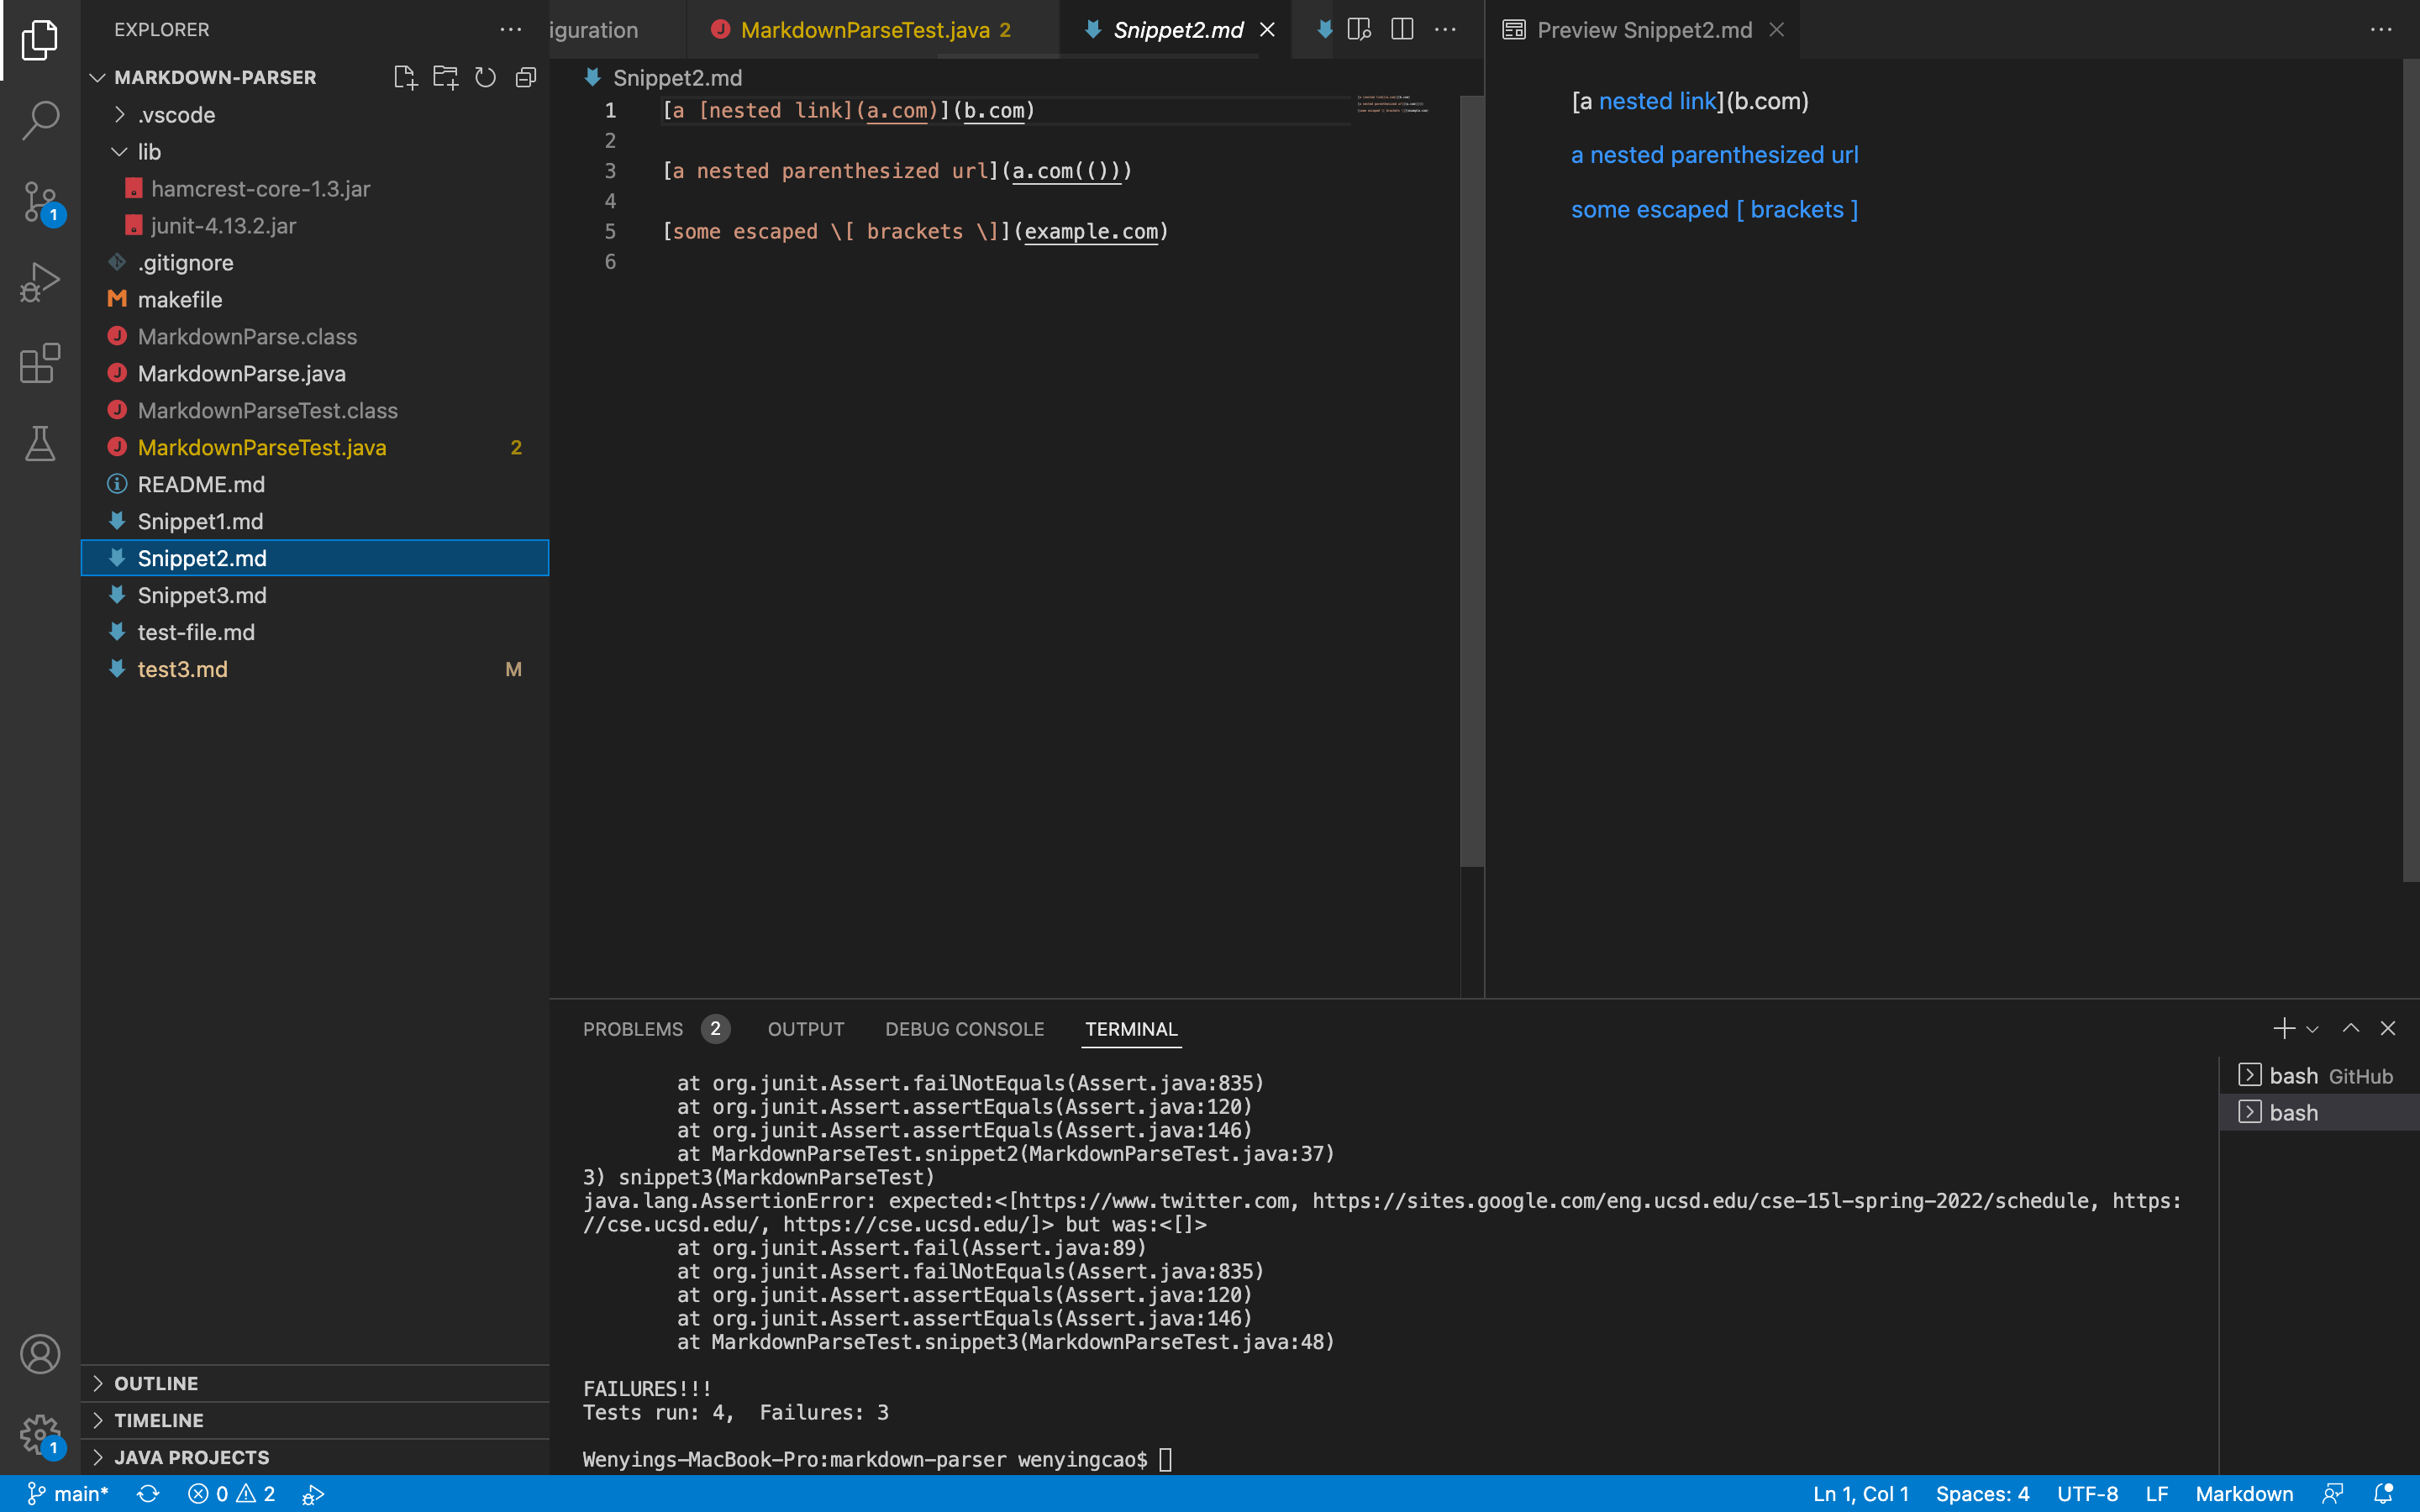 EXPLORER
MARKDOWN-PARSER
.vscode
lib
hamcrest-core-1.3.jar
junit-4.13.2.jar
.gitignore
makefile
MarkdownParse.class
MarkdownParse.java
MarkdownParseTest.class
MarkdownParseTest.java 2
README.md
Snippet1.md
Snippet2.md
Snippet3.md
test-file.md
test3.md M
OUTLINE
TIMELINE
JAVA PROJECTS
1
1
iguration
MarkdownParseTest.java 2
Snippet2.md
Snippet2.md
1 [a [nested link](a.com)](b.com)
2
3 [a nested parenthesized url](a.com(()))
4
5 [some escaped \[ brackets \]](example.com)
6
Preview Snippet2.md
[a nested link](b.com)
a nested parenthesized url
some escaped [ brackets ]
PROBLEMS 2 OUTPUT DEBUG CONSOLE TERMINAL
at org.junit.Assert.failNotEquals(Assert.java:835)
at org.junit.Assert.assertEquals(Assert.java:120)
at org.junit.Assert.assertEquals(Assert.java:146)
at MarkdownParseTest.snippet2(MarkdownParseTest.java:37)
3) snippet3(MarkdownParseTest)
java.lang.AssertionError: expected:<[https://www.twitter.com, https://sites.google.com/eng.ucsd.edu/cse-15l-spring-2022/schedule, https:
//cse.ucsd.edu/, https://cse.ucsd.edu/]> but was:<[]>
at org.junit.Assert.fail(Assert.java:89)
at org.junit.Assert.failNotEquals(Assert.java:835)
at org.junit.Assert.assertEquals(Assert.java:120)
at org.junit.Assert.assertEquals(Assert.java:146)
at MarkdownParseTest.snippet3(MarkdownParseTest.java:48)
FAILURES!!!
Tests run: 4,  Failures: 3
Wenyings-MacBook-Pro:markdown-parser wenyingcao$
bash GitHub
bash
main* 0 2
Ln 1, Col 1 Spaces: 4 UTF-8 LF Markdown